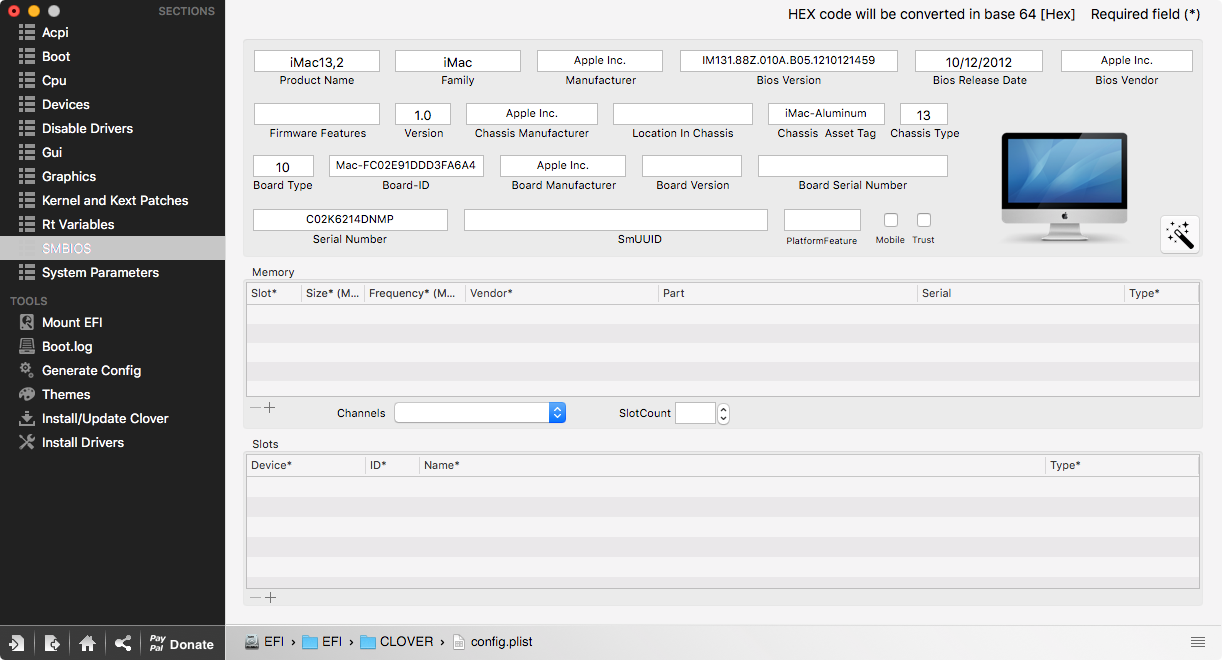 SECTIONS
Acpi
Boot
Cpu
Devices
Disable Drivers
Gui
Graphics
Kernel and Kext Patches
Rt Variables
SMBIOS
System Parameters
TOOLS
Mount EFI
Boot.log
Generate Config
Themes
Install/Update Clover
Install Drivers
Pay Pal Donate
HEX code will be converted in base 64 [Hex] Required field (*)
iMac13,2 iMac Apple Inc. IM131.88Z.010A.B05.1210121459 10/12/2012 Apple Inc.
Product Name Family Manufacturer Bios Version Bios Release Date Bios Vendor
1.0 Apple Inc. iMac-Aluminum 13
Firmware Features Version Chassis Manufacturer Location In Chassis Chassis  Asset Tag Chassis Type
10 Mac-FC02E91DDD3FA6A4 Apple Inc.
Board Type Board-ID Board Manufacturer Board Version Board Serial Number
C02K6214DNMP
Serial Number SmUUID PlatformFeature Mobile Trust
Memory
Slot* Size* (M... Frequency* (M... Vendor* Part Serial Type*
Channels SlotCount
Slots
Device* ID* Name* Type*
EFI › EFI › CLOVER › config.plist